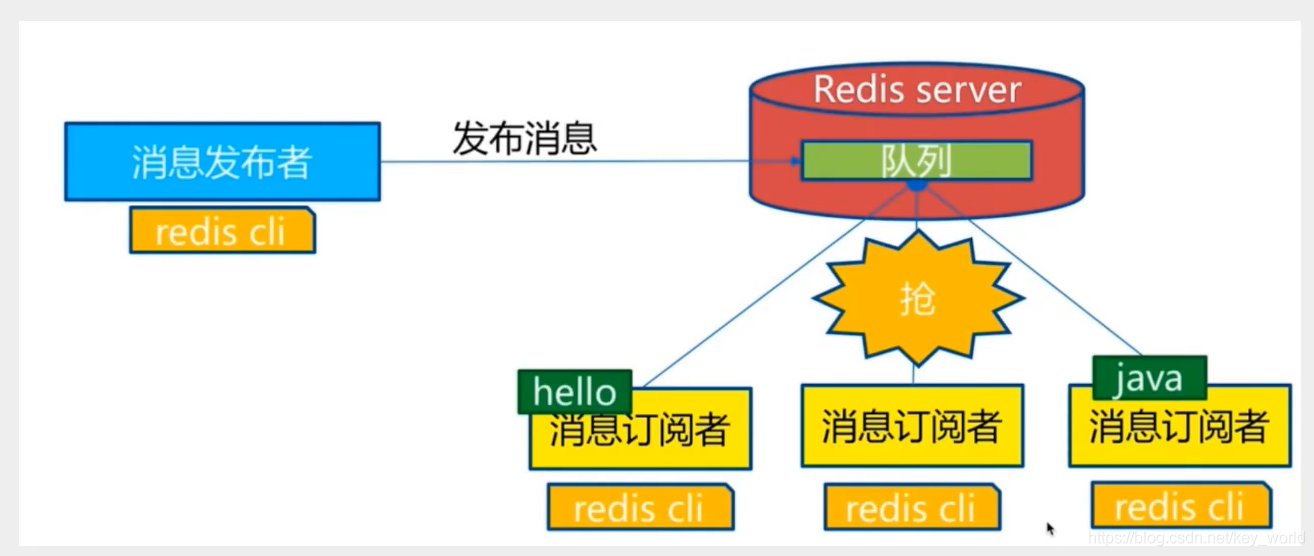 Redis server
发布消息
消息发布者
队列
redis cli
抢
hello
java
消息订阅者
消息订阅者
消息订阅者
redis cli
redis cli
redis cli
https://blog.csdn.net/key_world